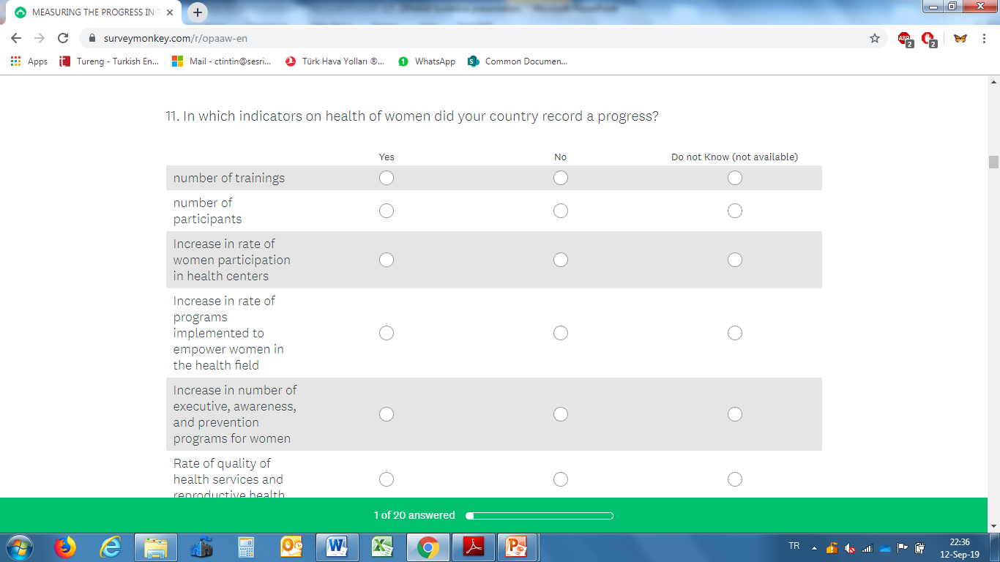 MEASURING THE PROGRESS IN T
surveymonkey.com/r/opaaw-en
ABP
2
2
Apps
Tureng - Turkish En...
Mail - ctintin@sesri...
Türk Hava Yolları ®...
1
WhatsApp
S
Common Documen...
11. In which indicators on health of women did your country record a progress?
Yes No Do not Know (not available)
number of trainings
number of
participants
Increase in rate of
women participation
in health centers
Increase in rate of
programs
implemented to
empower women in
the health field
Increase in number of
executive, awareness,
and prevention
programs for women
Rate of quality of
health services and
reproductive health
1 of 20 answered
TR
22:36
12-Sep-19